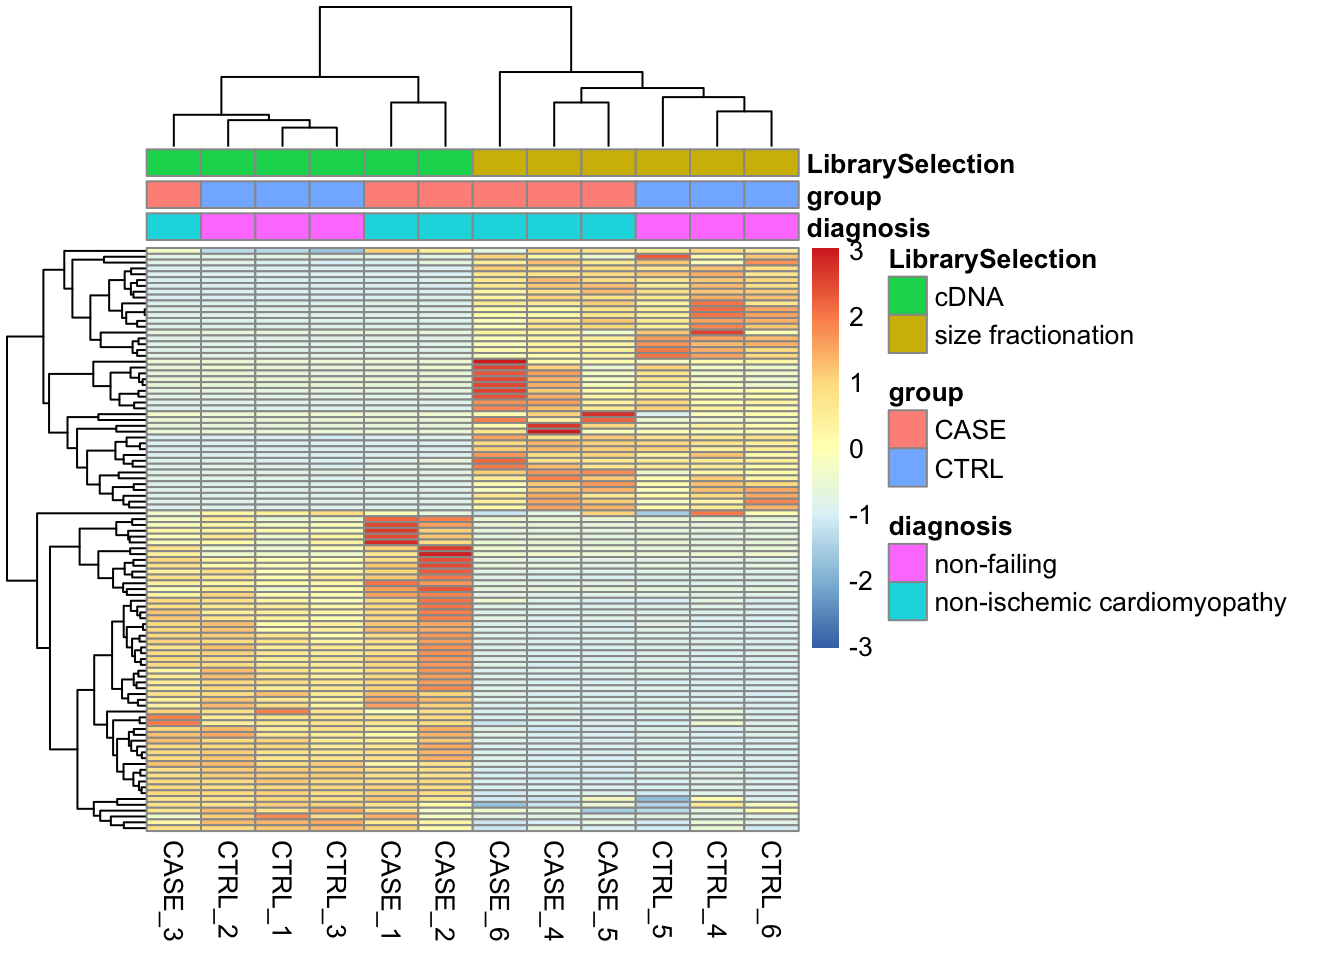 LibrarySelection
group
diagnosis
3
2
1
0
-1
-2
-3
LibrarySelection
cDNA
size fractionation
group
CASE
CTRL
diagnosis
non-failing
non-ischemic cardiomyopathy
CASE_3
CTRL_2
CTRL_1
CTRL_3
CASE_1
CASE_2
CASE_6
CASE_4
CASE_5
CTRL_5
CTRL_4
CTRL_6